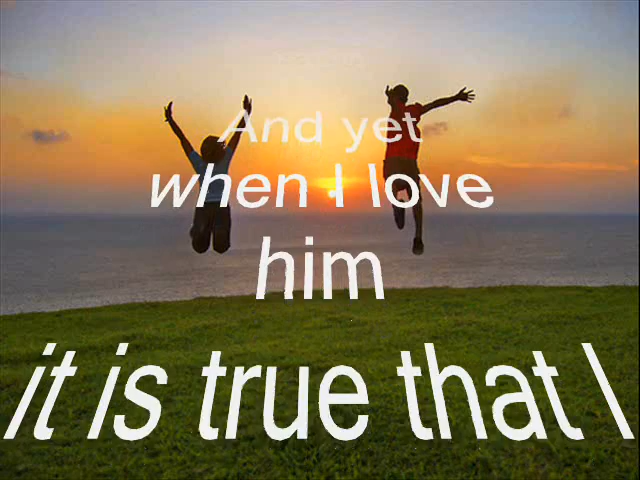 And yet
when I love
him
it is true that I